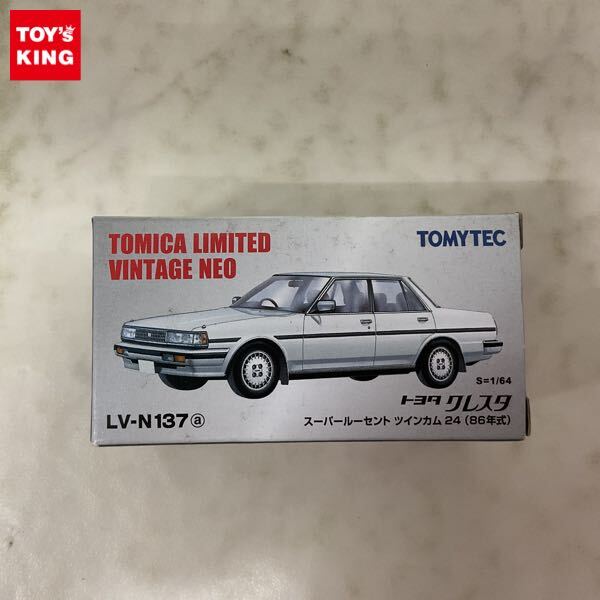 TOY'S
KING
TOMICA LIMITED
VINTAGE NEO
TOMYTEC
S=1/64
トヨタ クレスタ
LV-N137ⓐ
スーパールーセント ツインカム 24 (86年式)